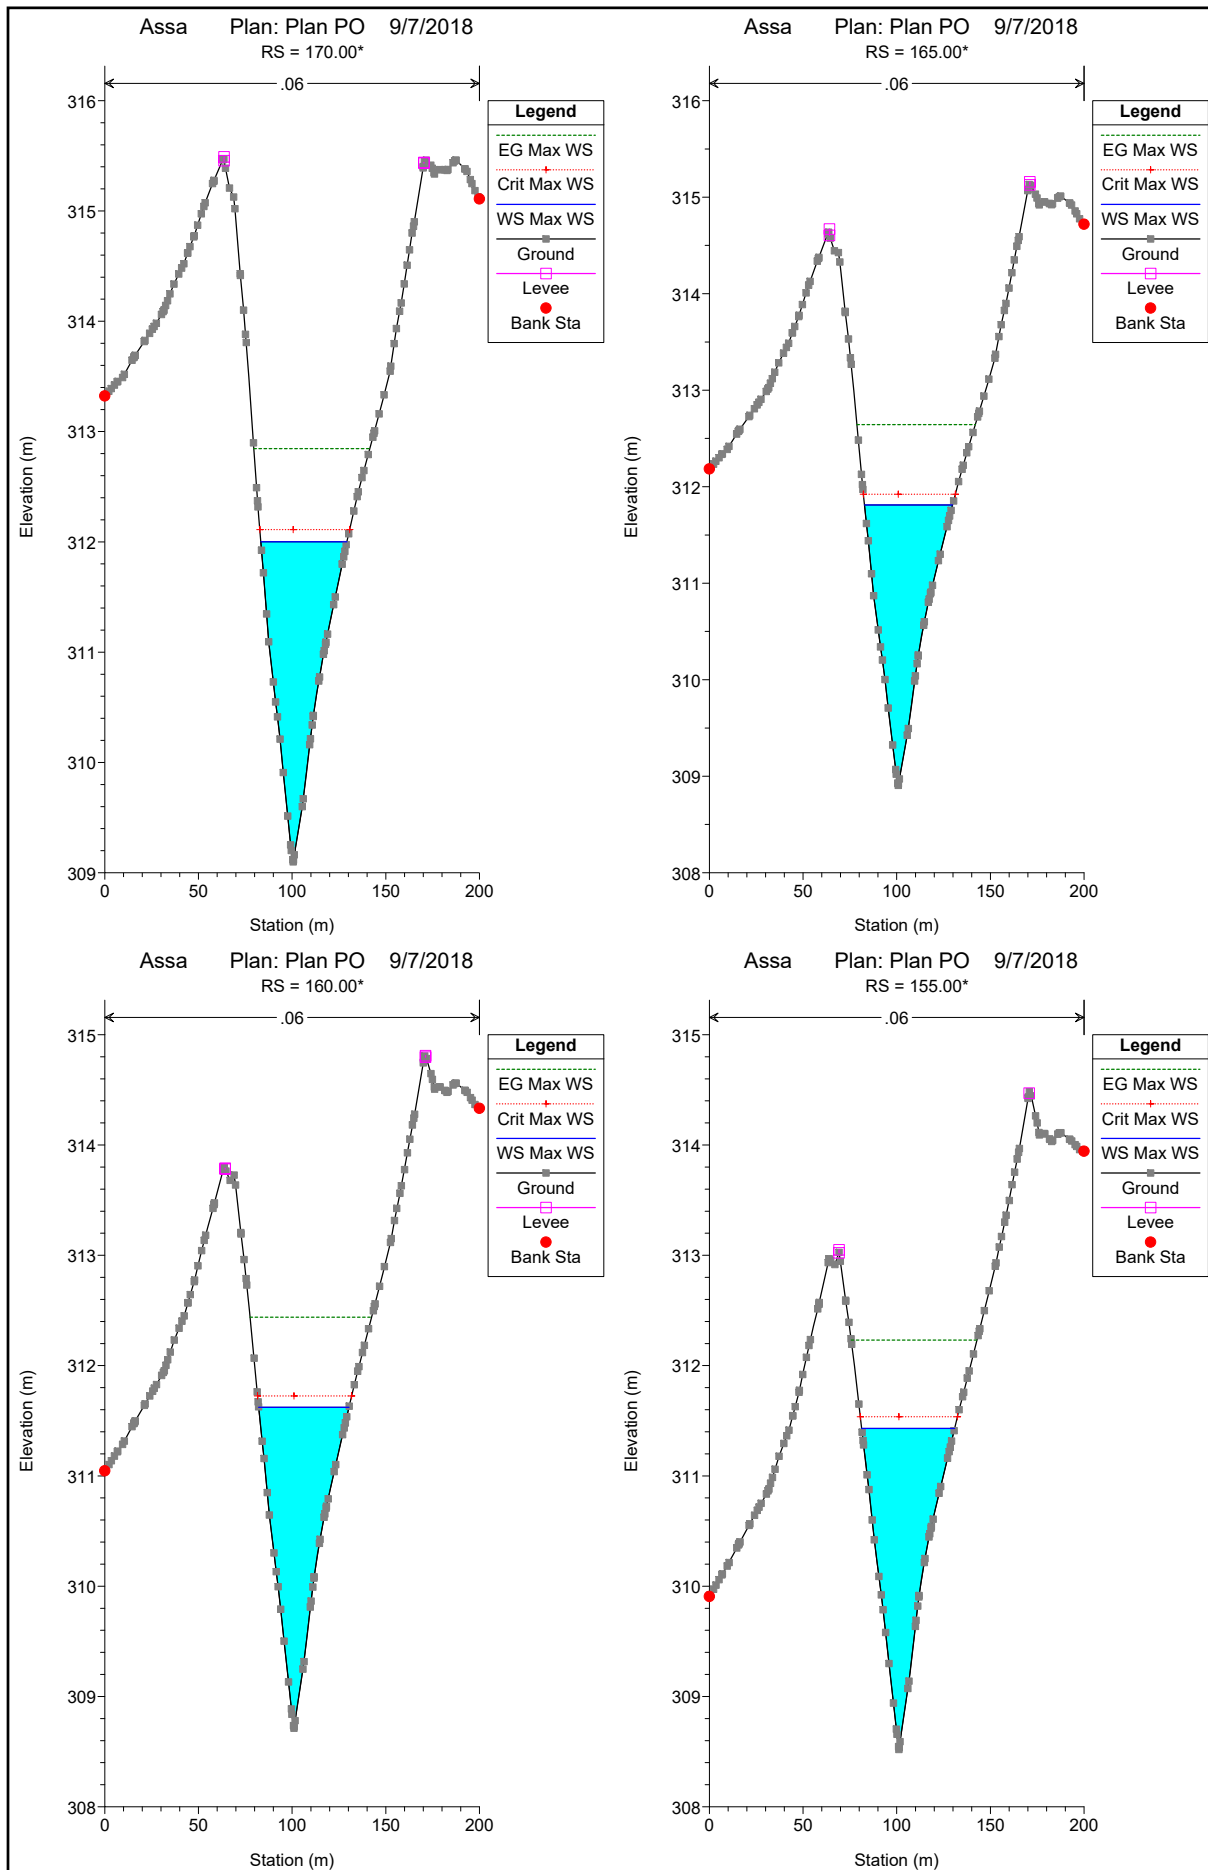 Assa Plan: Plan PO 9/7/2018
RS = 170.00*
.06
Legend
EG Max WS
Crit Max WS
WS Max WS
Ground
Levee
Bank Sta
316
315
314
313
312
311
310
309
Elevation (m)
0 50 100 150 200
Station (m)
Assa Plan: Plan PO 9/7/2018
RS = 165.00*
.06
Legend
EG Max WS
Crit Max WS
WS Max WS
Ground
Levee
Bank Sta
316
315
314
313
312
311
310
309
308
Elevation (m)
0 50 100 150 200
Station (m)
Assa Plan: Plan PO 9/7/2018
RS = 160.00*
.06
Legend
EG Max WS
Crit Max WS
WS Max WS
Ground
Levee
Bank Sta
315
314
313
312
311
310
309
308
Elevation (m)
0 50 100 150 200
Station (m)
Assa Plan: Plan PO 9/7/2018
RS = 155.00*
.06
Legend
EG Max WS
Crit Max WS
WS Max WS
Ground
Levee
Bank Sta
315
314
313
312
311
310
309
308
Elevation (m)
0 50 100 150 200
Station (m)